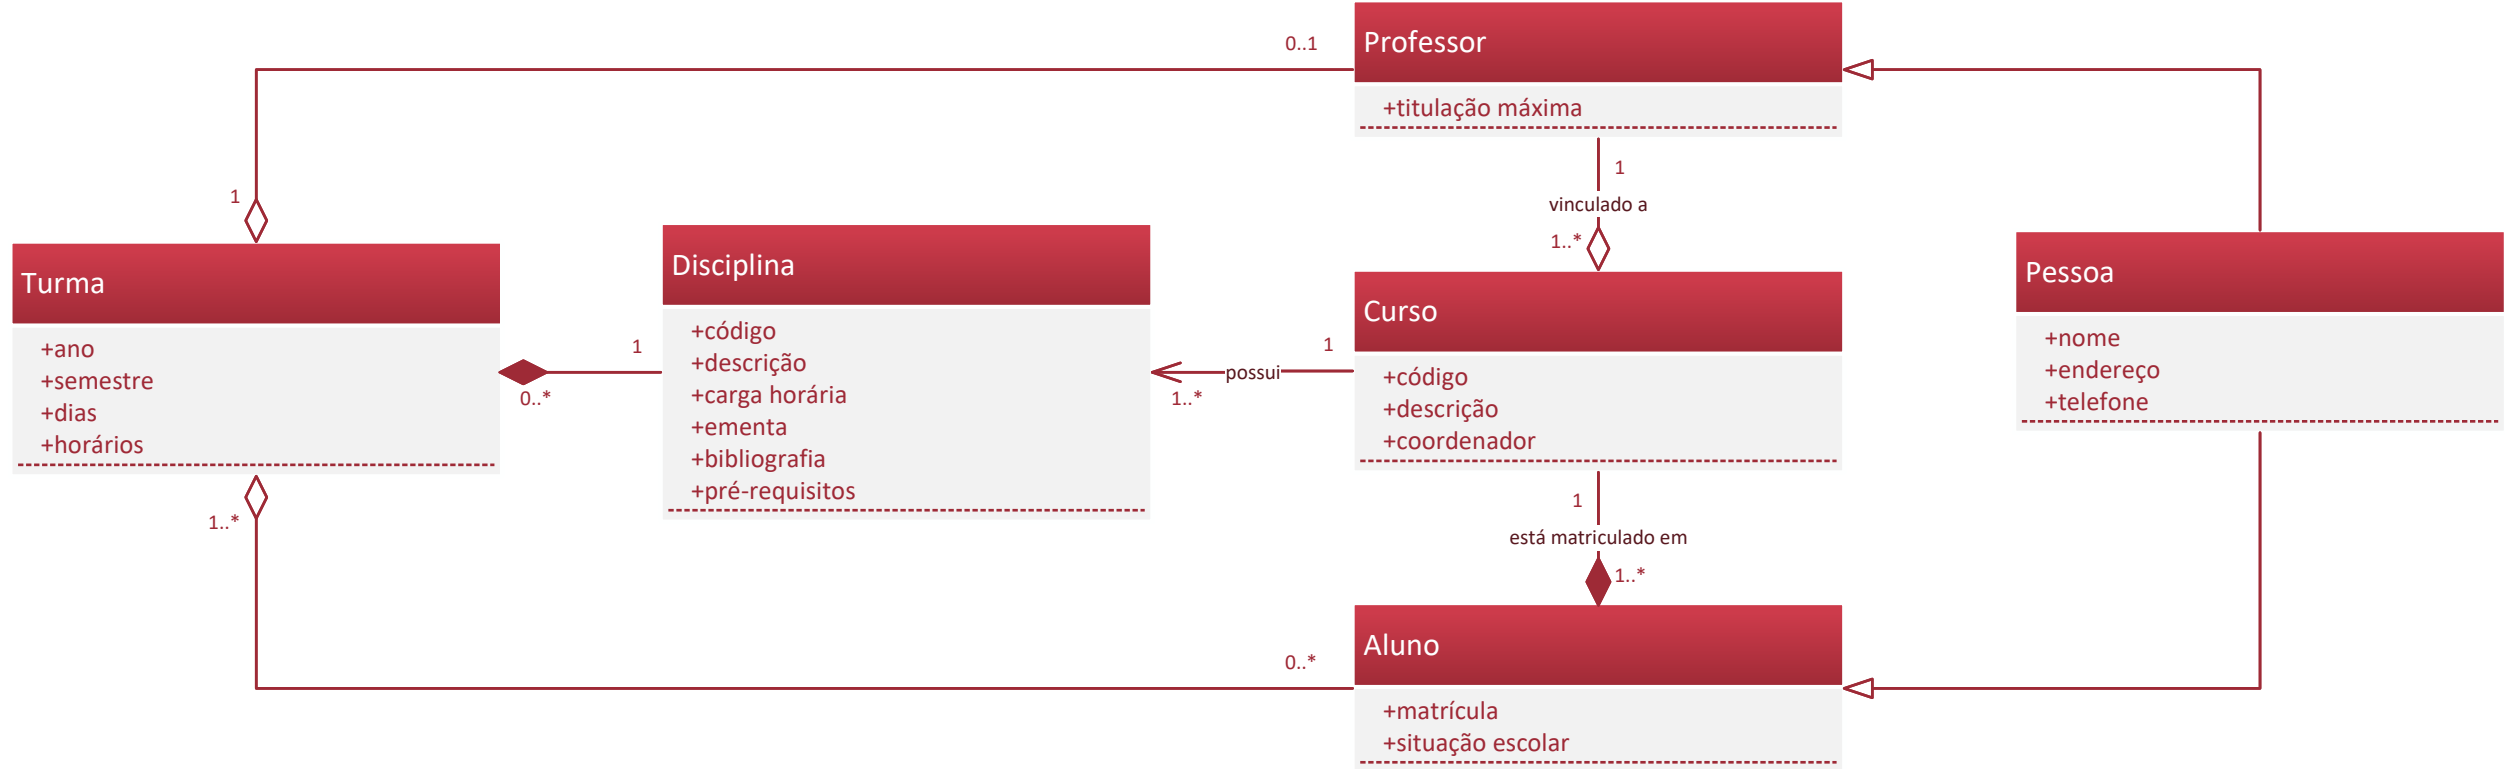 0..1
Professor
+titulação máxima
1
vinculado a
1..*
1
Turma
+ano
+semestre
+dias
+horários
1..*
0..*
1
Disciplina
+código
+descrição
+carga horária
+ementa
+bibliografia
+pré-requisitos
1..*
possui
1
Curso
+código
+descrição
+coordenador
1
está matriculado em
1..*
0..*
Aluno
+matrícula
+situação escolar
Pessoa
+nome
+endereço
+telefone